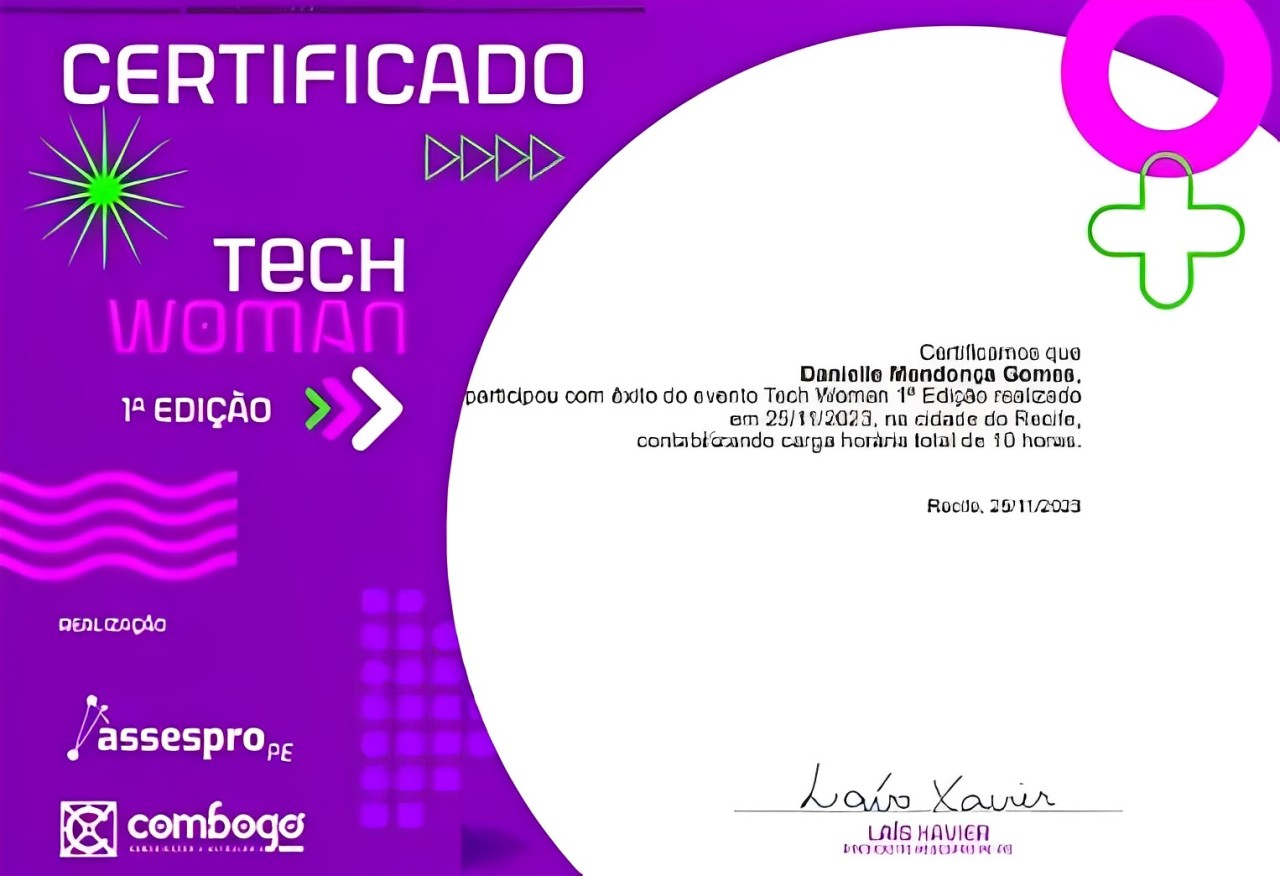 CERTIFICADO
TECH
WOMAN
1ª EDIÇÃO
Certificamos que
Danielle Mendonça Gomes,
participou com êxito do evento Tech Woman 1ª Edição realizado
em 25/11/2023, na cidade do Recife,
contabilizando carga horária total de 10 horas.
Recife, 25/11/2023
REALIZAÇÃO
assespro PE
combogó
Laís Xavier
LAÍS XAVIER